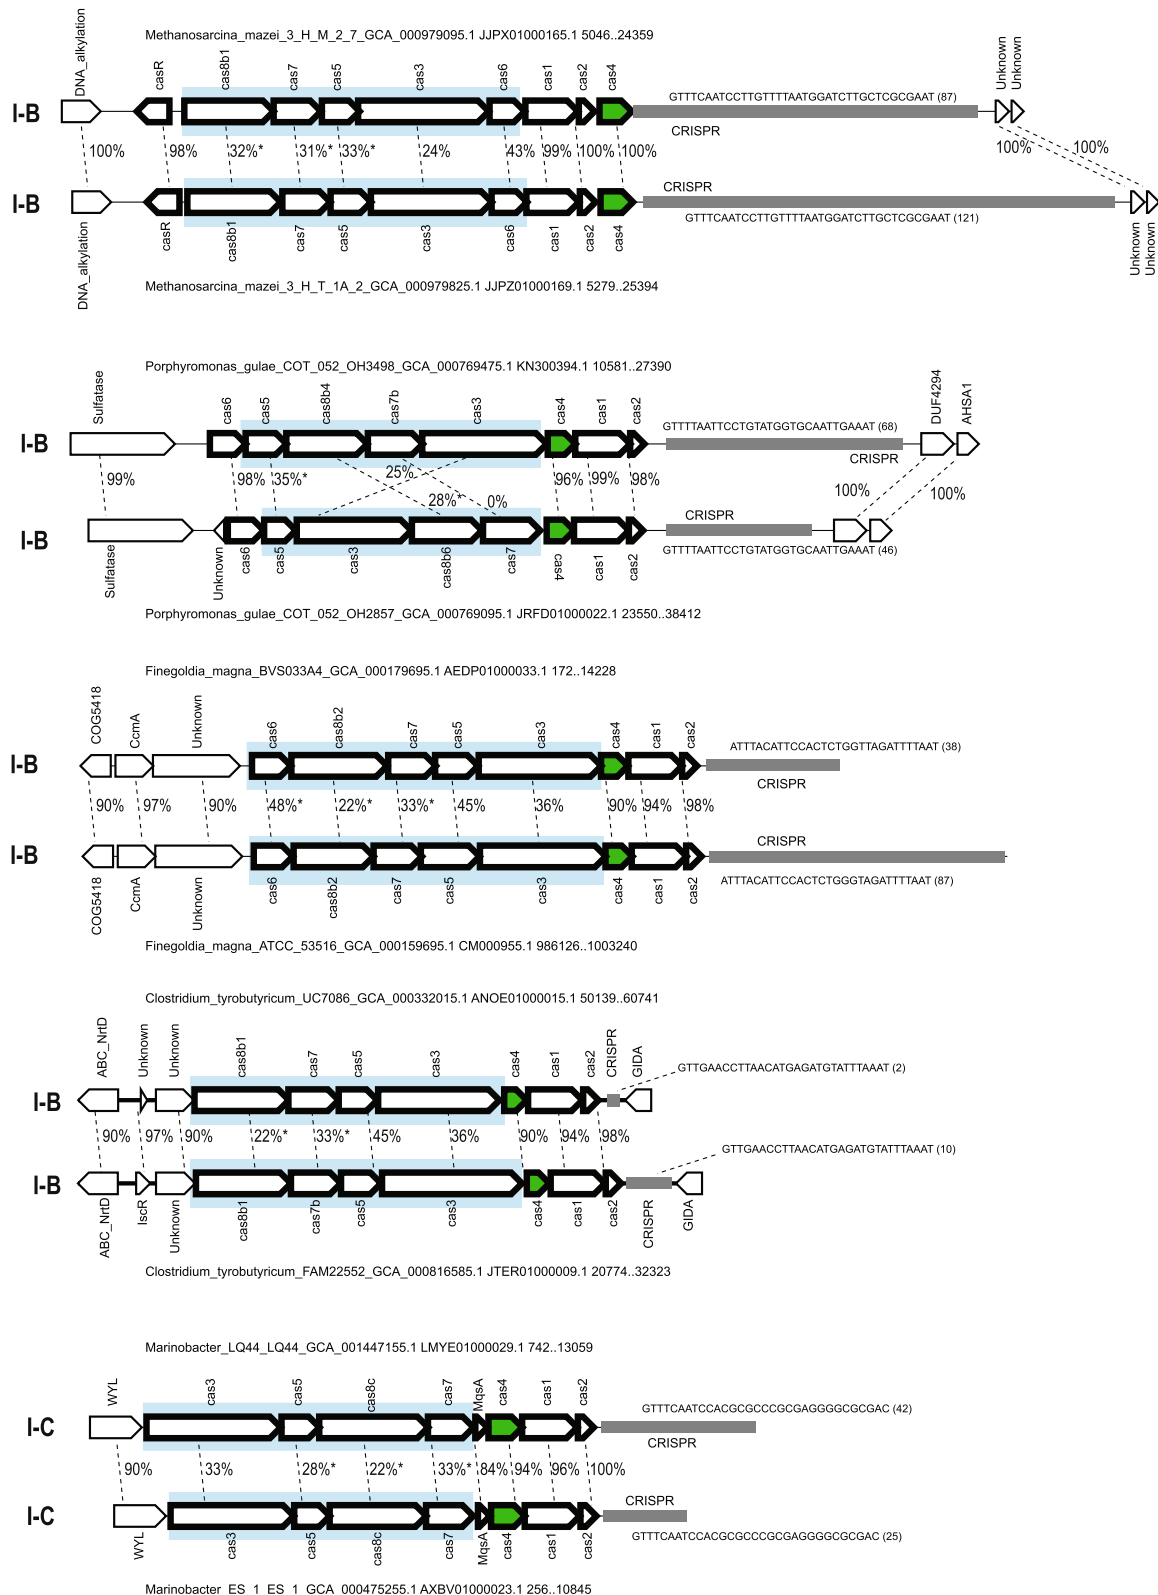 Methanosarcina_mazei_3_H_M_2_7_GCA_000979095.1 JJPX01000165.1 5046..24359
DNA_alkylation casR cas8b1 cas7 cas5 cas3 cas6 cas1 cas2 cas4 Unknown Unknown
GTTTCAATCCTTGTTTTAATGGATCTTGCTCGCGAAT (87)
I-B
CRISPR
100% 98% 32%* 31%* 33%* 24% 43% 99% 100% 100% 100% 100%
CRISPR
I-B
GTTTCAATCCTTGTTTTAATGGATCTTGCTCGCGAAT (121)
DNA_alkylation casR cas8b1 cas7 cas5 cas3 cas6 cas1 cas2 cas4 Unknown Unknown
Methanosarcina_mazei_3_H_T_1A_2_GCA_000979825.1 JJPZ01000169.1 5279..25394
Porphyromonas_gulae_COT_052_OH3498_GCA_000769475.1 KN300394.1 10581..27390
Sulfatase cas6 cas5 cas8b4 cas7b cas3 cas4 cas1 cas2 DUF4294 AHSA1
GTTTTAATTCCTGTATGGTGCAATTGAAAT (68)
I-B
CRISPR
99% 98% 35%* 25% 28%* 0% 96% 99% 98% 100% 100%
CRISPR
I-B
GTTTTAATTCCTGTATGGTGCAATTGAAAT (46)
Sulfatase Unknown cas6 cas5 cas3 cas8b6 cas7 cas4 cas1 cas2
Porphyromonas_gulae_COT_052_OH2857_GCA_000769095.1 JRFD01000022.1 23550..38412
Finegoldia_magna_BVS033A4_GCA_000179695.1 AEDP01000033.1 172..14228
COG5418 CcmA Unknown cas6 cas8b2 cas7 cas5 cas3 cas4 cas1 cas2
ATTTACATTCCACTCTGGTTAGATTTTAAT (38)
I-B
CRISPR
90% 97% 90% 48%* 22%* 33%* 45% 36% 90% 94% 98%
CRISPR
I-B
ATTTACATTCCACTCTGGGTAGATTTTAAT (87)
COG5418 CcmA Unknown cas6 cas8b2 cas7 cas5 cas3 cas4 cas1 cas2
Finegoldia_magna_ATCC_53516_GCA_000159695.1 CM000955.1 986126..1003240
Clostridium_tyrobutyricum_UC7086_GCA_000332015.1 ANOE01000015.1 50139..60741
ABC_NrtD Unknown Unknown cas8b1 cas7 cas5 cas3 cas4 cas1 cas2 CRISPR GIDA
GTTGAACCTTAACATGAGATGTATTTAAAT (2)
I-B
90% 97% 90% 22%* 33%* 45% 36% 90% 94% 98%
GTTGAACCTTAACATGAGATGTATTTAAAT (10)
I-B
ABC_NrtD IscR Unknown cas8b1 cas7b cas5 cas3 cas4 cas1 cas2 CRISPR GIDA
Clostridium_tyrobutyricum_FAM22552_GCA_000816585.1 JTER01000009.1 20774..32323
Marinobacter_LQ44_LQ44_GCA_001447155.1 LMYE01000029.1 742..13059
WYL cas3 cas5 cas8c cas7 MqsA cas4 cas1 cas2
GTTTCAATCCACGCGCCCGCGAGGGGCGCGAC (42)
I-C
CRISPR
90% 33% 28%* 22%* 33%* 84% 94% 96% 100%
CRISPR
I-C
GTTTCAATCCACGCGCCCGCGAGGGGCGCGAC (25)
WYL cas3 cas5 cas8c cas7 MqsA cas4 cas1 cas2
Marinobacter_ES_1_ES_1_GCA_000475255.1 AXBV01000023.1 256..10845